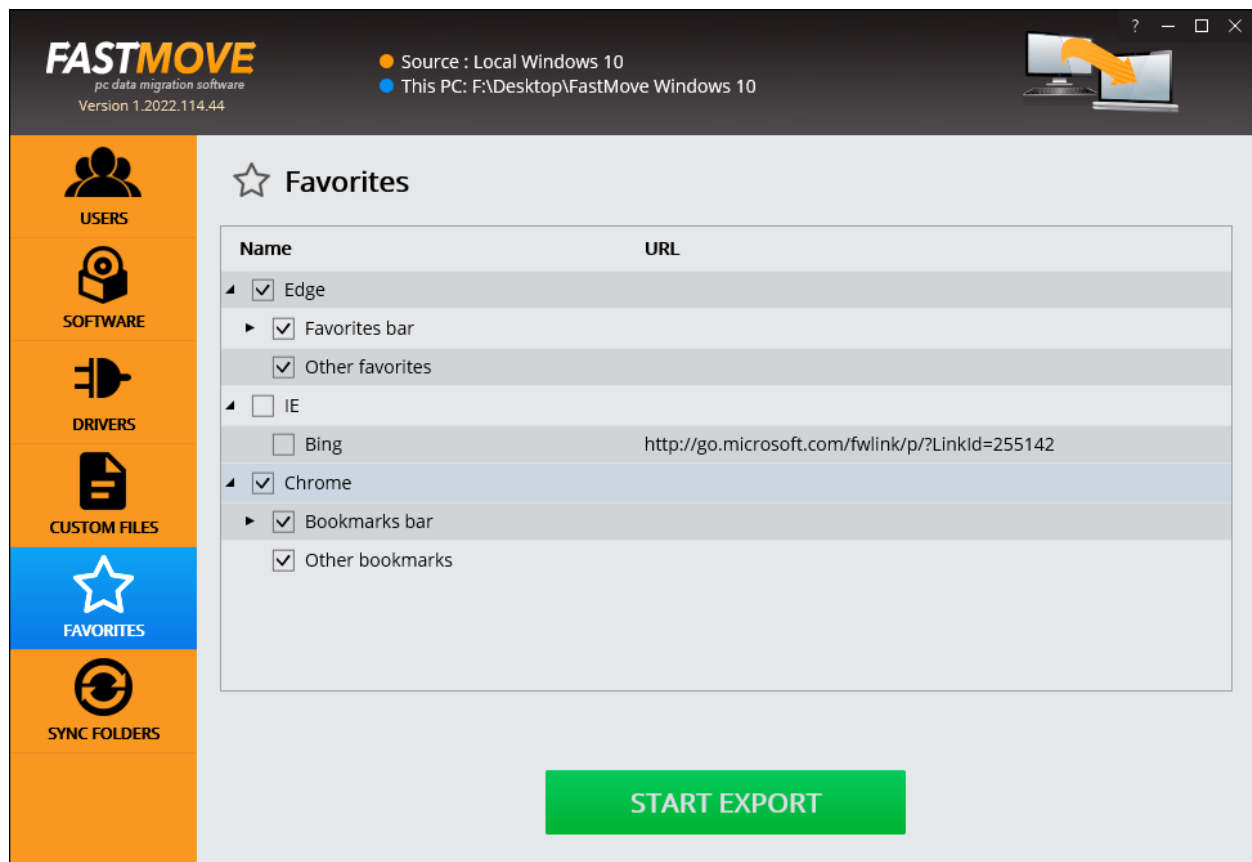 FASTMOVE
pc data migration software
Version 1.2022.114.44
Source : Local Windows 10
This PC: F:\Desktop\FastMove Windows 10
?
USERS
SOFTWARE
DRIVERS
CUSTOM FILES
FAVORITES
SYNC FOLDERS
Favorites
Name URL
Edge
Favorites bar
Other favorites
IE
Bing http://go.microsoft.com/fwlink/p/?LinkId=255142
Chrome
Bookmarks bar
Other bookmarks
START EXPORT